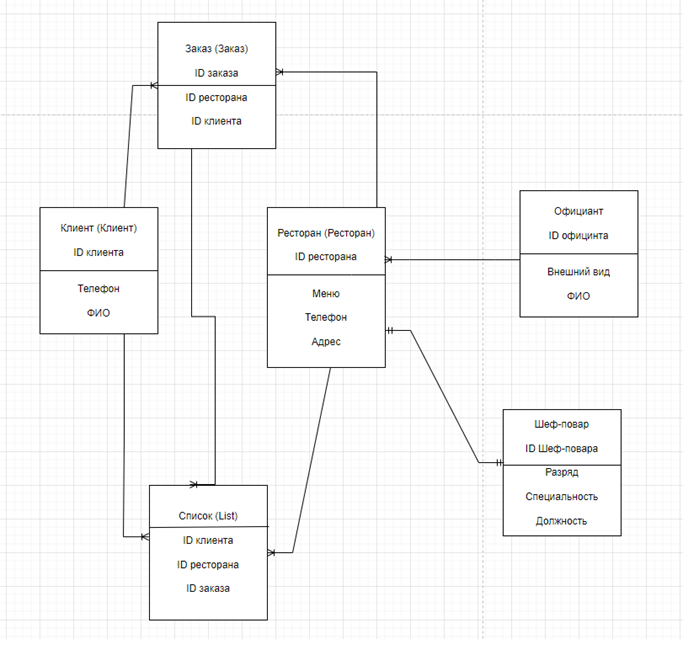 Заказ (Заказ)
ID заказа
ID ресторана
ID клиента
Клиент (Клиент)
ID клиента
Телефон
ФИО
Ресторан (Ресторан)
ID ресторана
Меню
Телефон
Адрес
Официант
ID официнта
Внешний вид
ФИО
Шеф-повар
ID Шеф-повара
Разряд
Специальность
Должность
Список (List)
ID клиента
ID ресторана
ID заказа